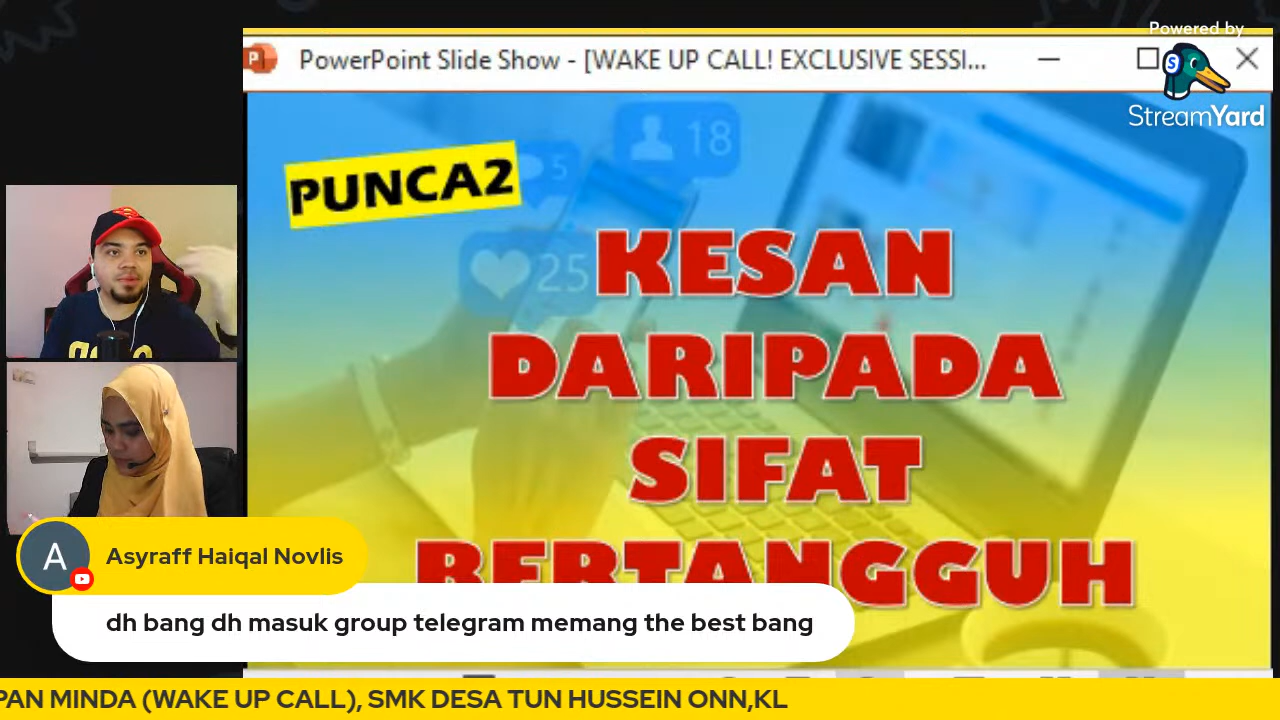 Powered by
StreamYard
PowerPoint Slide Show - [WAKE UP CALL! EXCLUSIVE SESSI...
PUNCA2
5
18
25
KESAN
DARIPADA
SIFAT
BERTANGGUH
A
Asyraff Haiqal Novlis
dh bang dh masuk group telegram memang the best bang
PAN MINDA (WAKE UP CALL), SMK DESA TUN HUSSEIN ONN,KL